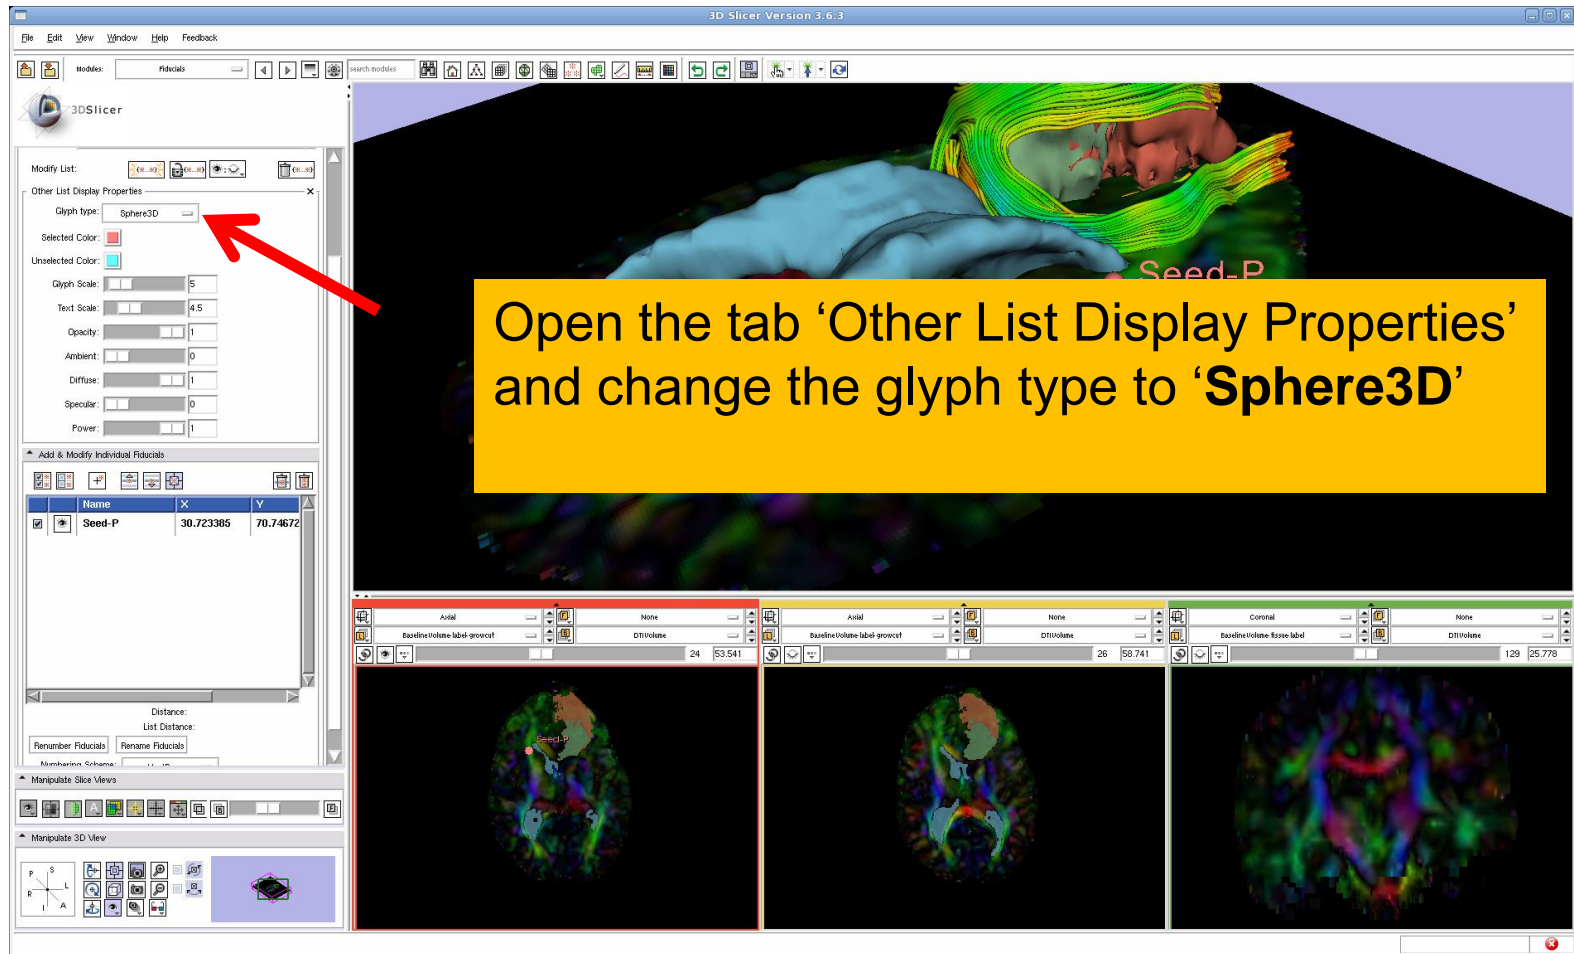 3D Slicer Version 3.6.3
File Edit View Window Help Feedback
Modules: Fiducials search modules
3DSlicer
Modify List:
Other List Display Properties
Glyph type: Sphere3D
Selected Color:
Unselected Color:
Glyph Scale: 5
Text Scale: 4.5
Opacity: 1
Ambient: 0
Diffuse: 1
Specular: 0
Power: 1
Seed-P
Open the tab ‘Other List Display Properties’
and change the glyph type to ‘Sphere3D’
Add & Modify Individual Fiducials
Name X Y
Seed-P 30.723385 70.74672
Distance:
List Distance:
Renumber Fiducials Rename Fiducials
Numbering Scheme:
Manipulate Slice Views
Manipulate 3D View
P S L R I A
Axial None
BaselineVolume-label-growcut DTIVolume
24 53.541
Seed-P
Axial None
BaselineVolume-label-growcut DTIVolume
26 58.741
Coronal None
BaselineVolume-tissue-label DTIVolume
129 25.778